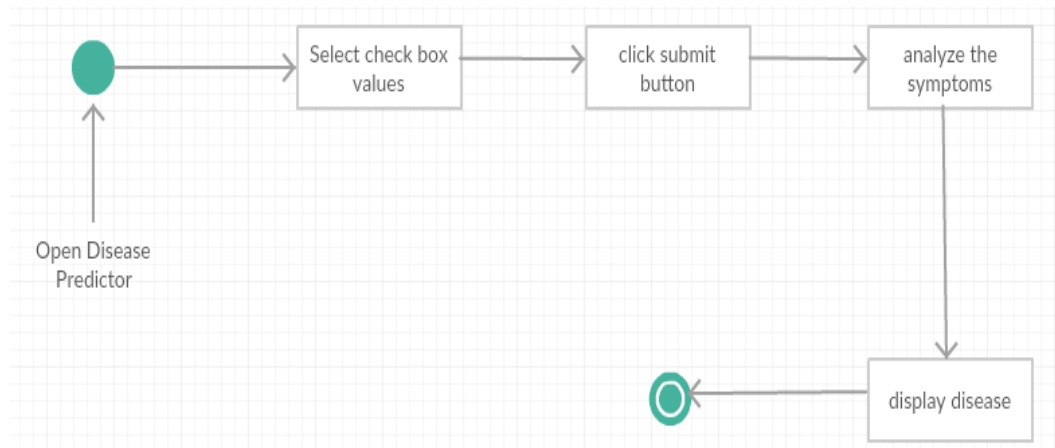 Select check box
values
click submit
button
analyze the
symptoms
Open Disease
Predictor
display disease